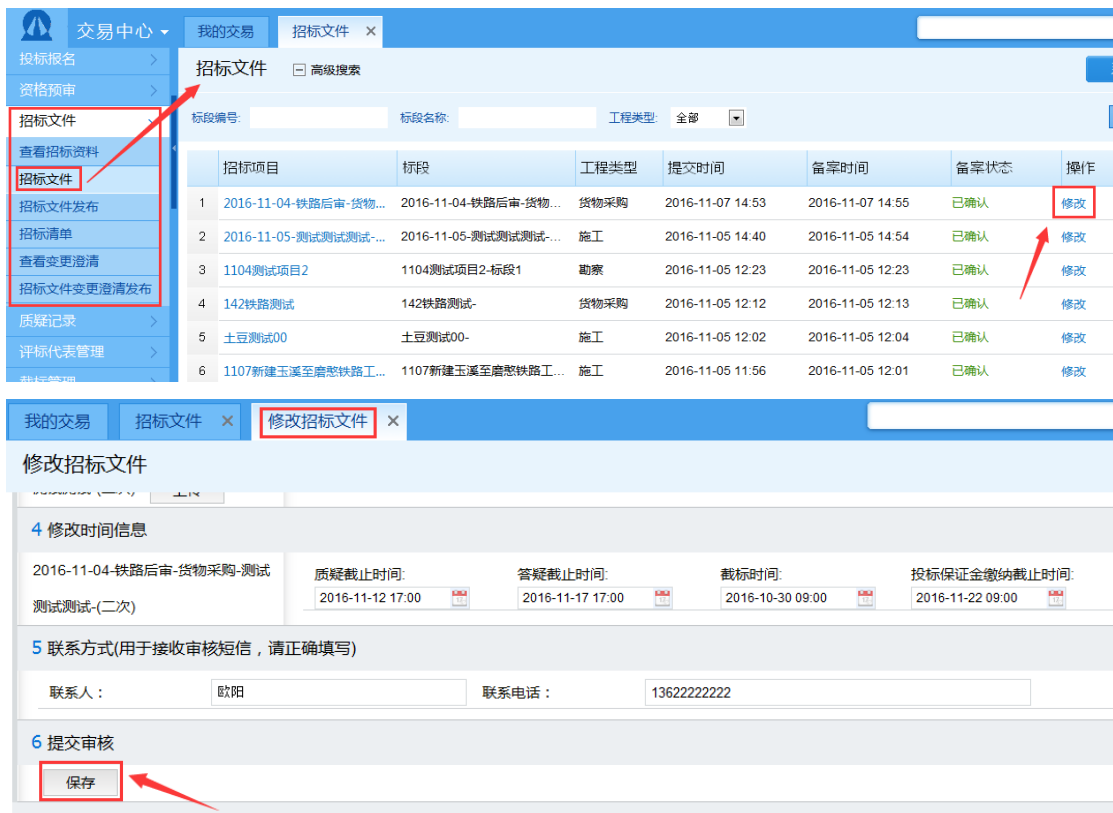 交易中心
我的交易
招标文件
投标报名
资格预审
招标文件
查看招标资料
招标文件
招标文件发布
招标清单
查看变更澄清
招标文件变更澄清发布
质疑记录
评标代表管理
招标文件 高级搜索
标段编号: 标段名称: 工程类型: 全部
招标项目 标段 工程类型 提交时间 备案时间 备案状态 操作
1 2016-11-04-铁路后审-货物... 2016-11-04-铁路后审-货物... 货物采购 2016-11-07 14:53 2016-11-07 14:55 已确认 修改
2 2016-11-05-测试测试测试-... 2016-11-05-测试测试测试-... 施工 2016-11-05 14:40 2016-11-05 14:54 已确认 修改
3 1104测试项目2 1104测试项目2-标段1 勘察 2016-11-05 12:23 2016-11-05 12:23 已确认 修改
4 142铁路测试 142铁路测试- 货物采购 2016-11-05 12:12 2016-11-05 12:13 已确认 修改
5 土豆测试00 土豆测试00- 施工 2016-11-05 12:02 2016-11-05 12:04 已确认 修改
6 1107新建玉溪至磨憨铁路工... 1107新建玉溪至磨憨铁路工... 施工 2016-11-05 11:56 2016-11-05 12:01 已确认 修改
我的交易 招标文件 修改招标文件
修改招标文件
4 修改时间信息
2016-11-04-铁路后审-货物采购-测试
测试测试-(二次)
质疑截止时间: 答疑截止时间: 截标时间: 投标保证金缴纳截止时间:
2016-11-12 17:00 2016-11-17 17:00 2016-10-30 09:00 2016-11-22 09:00
5 联系方式(用于接收审核短信，请正确填写)
联系人： 欧阳 联系电话： 13622222222
6 提交审核
保存